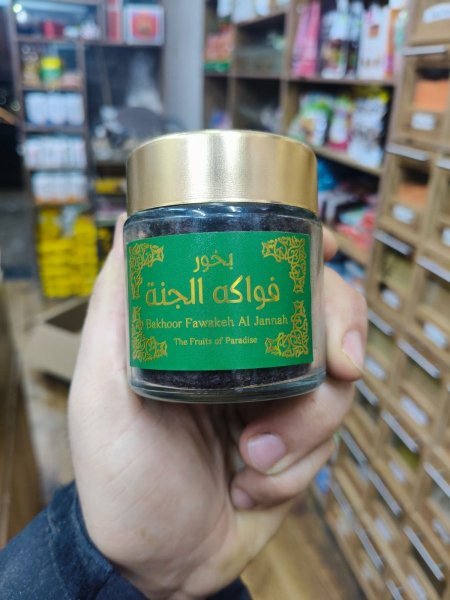 بخور
فواكه الجنة
Bakhoor Fawakeh Al Jannah
The Fruits of Paradise